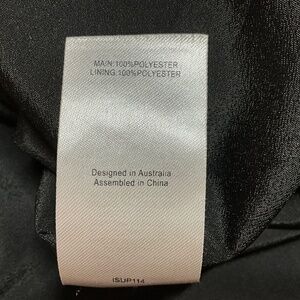 MAIN:100%POLYESTER
LINING:100%POLYESTER
Designed in Australia
Assembled in China
ISUP114